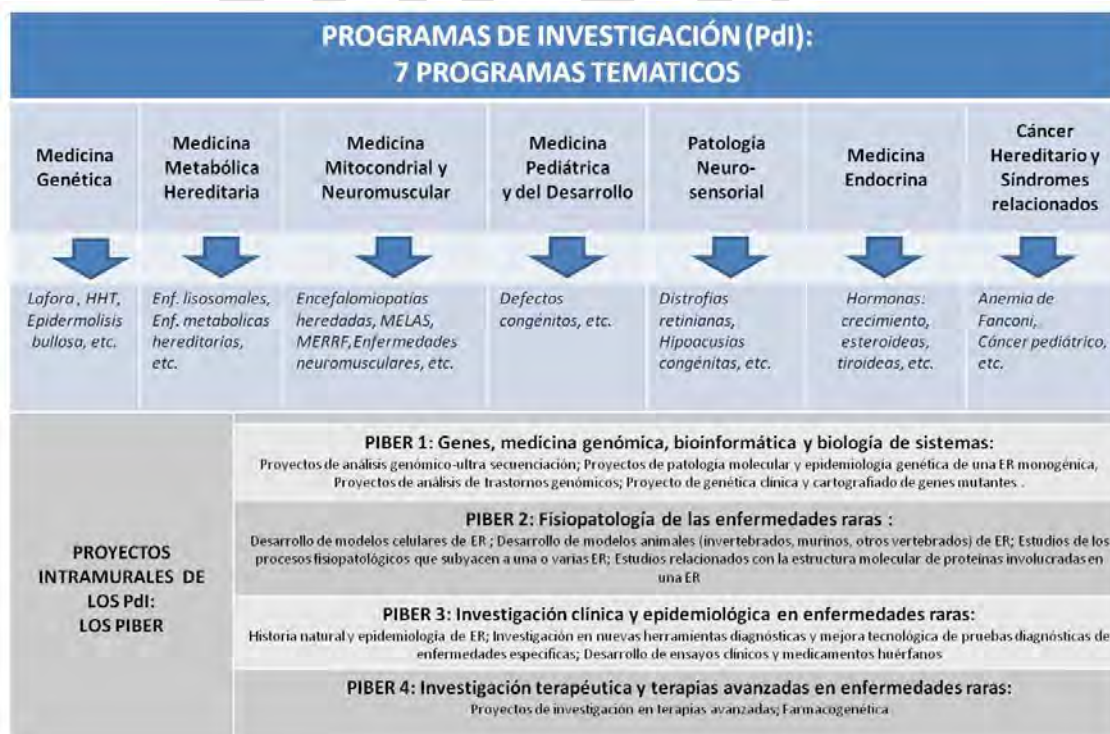 PROGRAMAS DE INVESTIGACIÓN (PdI):
7 PROGRAMAS TEMATICOS
Medicina
Genética
Medicina
Metabólica
Hereditaria
Medicina
Mitocondrial y
Neuromuscular
Medicina
Pediátrica
y del Desarrollo
Patología
Neuro-
sensorial
Medicina
Endocrina
Cáncer
Hereditario y
Síndromes
relacionados
Lafora , HHT,
Epidermolisis
bullosa, etc.
Enf. lisosomales,
Enf. metabolicas
hereditarias,
etc.
Encefalomiopatías
heredadas, MELAS,
MERRF,Enfermedades
neuromusculares, etc.
Defectos
congénitos, etc.
Distrofias
retinianas,
Hipoacusias
congénitas, etc.
Hormonas:
crecimiento,
esteroideas,
tiroideas, etc.
Anemia de
Fanconi,
Cáncer pediátrico,
etc.
PROYECTOS
INTRAMURALES DE
LOS PdI:
LOS PIBER
PIBER 1: Genes, medicina genómica, bioinformática y biología de sistemas:
Proyectos de análisis genómico-ultra secuenciación; Proyectos de patología molecular y epidemiología genética de una ER monogénica,
Proyectos de análisis de trastornos genómicos; Proyecto de genética clínica y cartografiado de genes mutantes .
PIBER 2: Fisiopatología de las enfermedades raras :
Desarrollo de modelos celulares de ER ; Desarrollo de modelos animales (invertebrados, murinos, otros vertebrados) de ER; Estudios de los
procesos fisiopatológicos que subyacen a una o varias ER; Estudios relacionados con la estructura molecular de proteínas involucradas en
una ER
PIBER 3: Investigación clínica y epidemiológica en enfermedades raras:
Historia natural y epidemiología de ER; Investigación en nuevas herramientas diagnósticas y mejora tecnológica de pruebas diagnósticas de
enfermedades específicas; Desarrollo de ensayos clínicos y medicamentos huérfanos
PIBER 4: Investigación terapéutica y terapias avanzadas en enfermedades raras:
Proyectos de investigación en terapias avanzadas; Farmacogenética